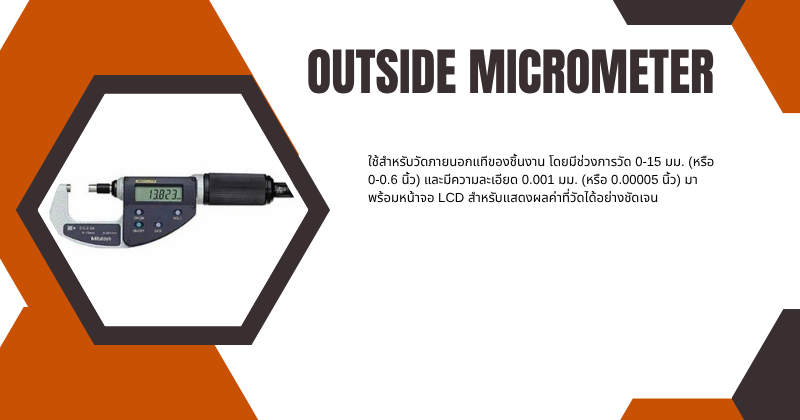 OUTSIDE MICROMETER
ใช้สำหรับวัดภายนอกแทีของชิ้นงาน โดยมีช่วงการวัด 0-15 มม. (หรือ
0-0.6 นิ้ว) และมีความละเอียด 0.001 มม. (หรือ 0.00005 นิ้ว) มา
พร้อมหน้าจอ LCD สำหรับแสดงผลค่าที่วัดได้อย่างชัดเจน
13.823
Mitutoyo